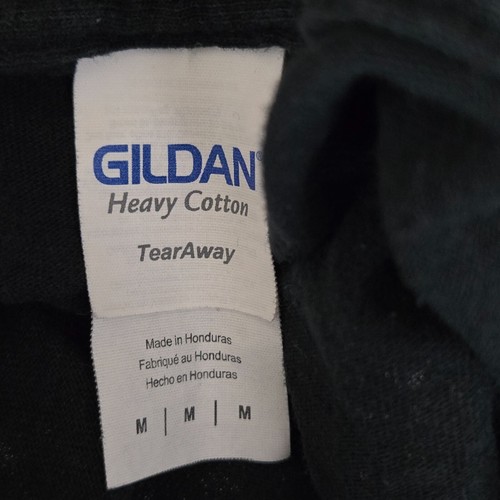 GILDAN®
Heavy Cotton
TearAway
Made in Honduras
Fabriqué au Honduras
Hecho en Honduras
M | M | M